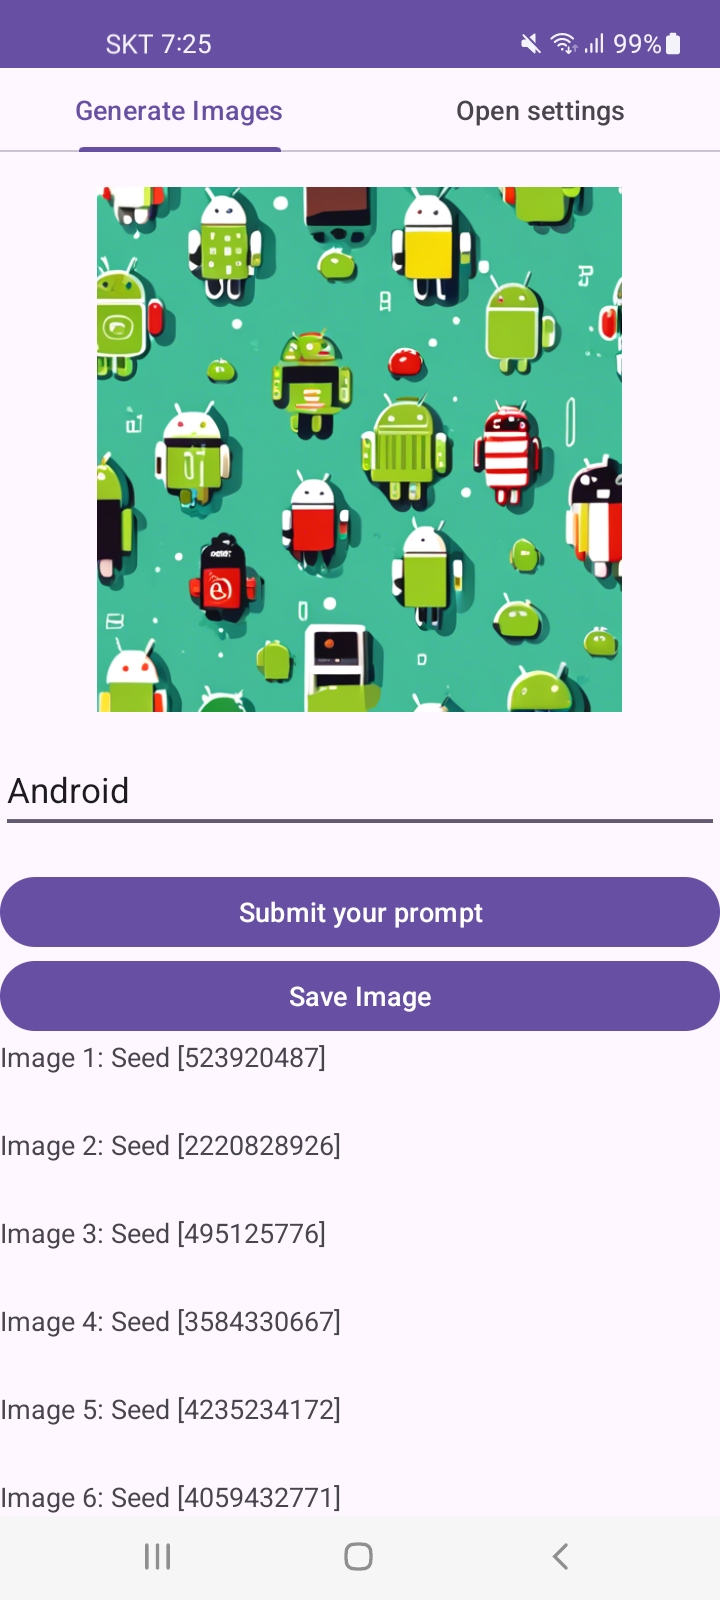 SKT 7:25 99%
Generate Images Open settings
Android
Submit your prompt
Save Image
Image 1: Seed [523920487]
Image 2: Seed [2220828926]
Image 3: Seed [495125776]
Image 4: Seed [3584330667]
Image 5: Seed [4235234172]
Image 6: Seed [4059432771]